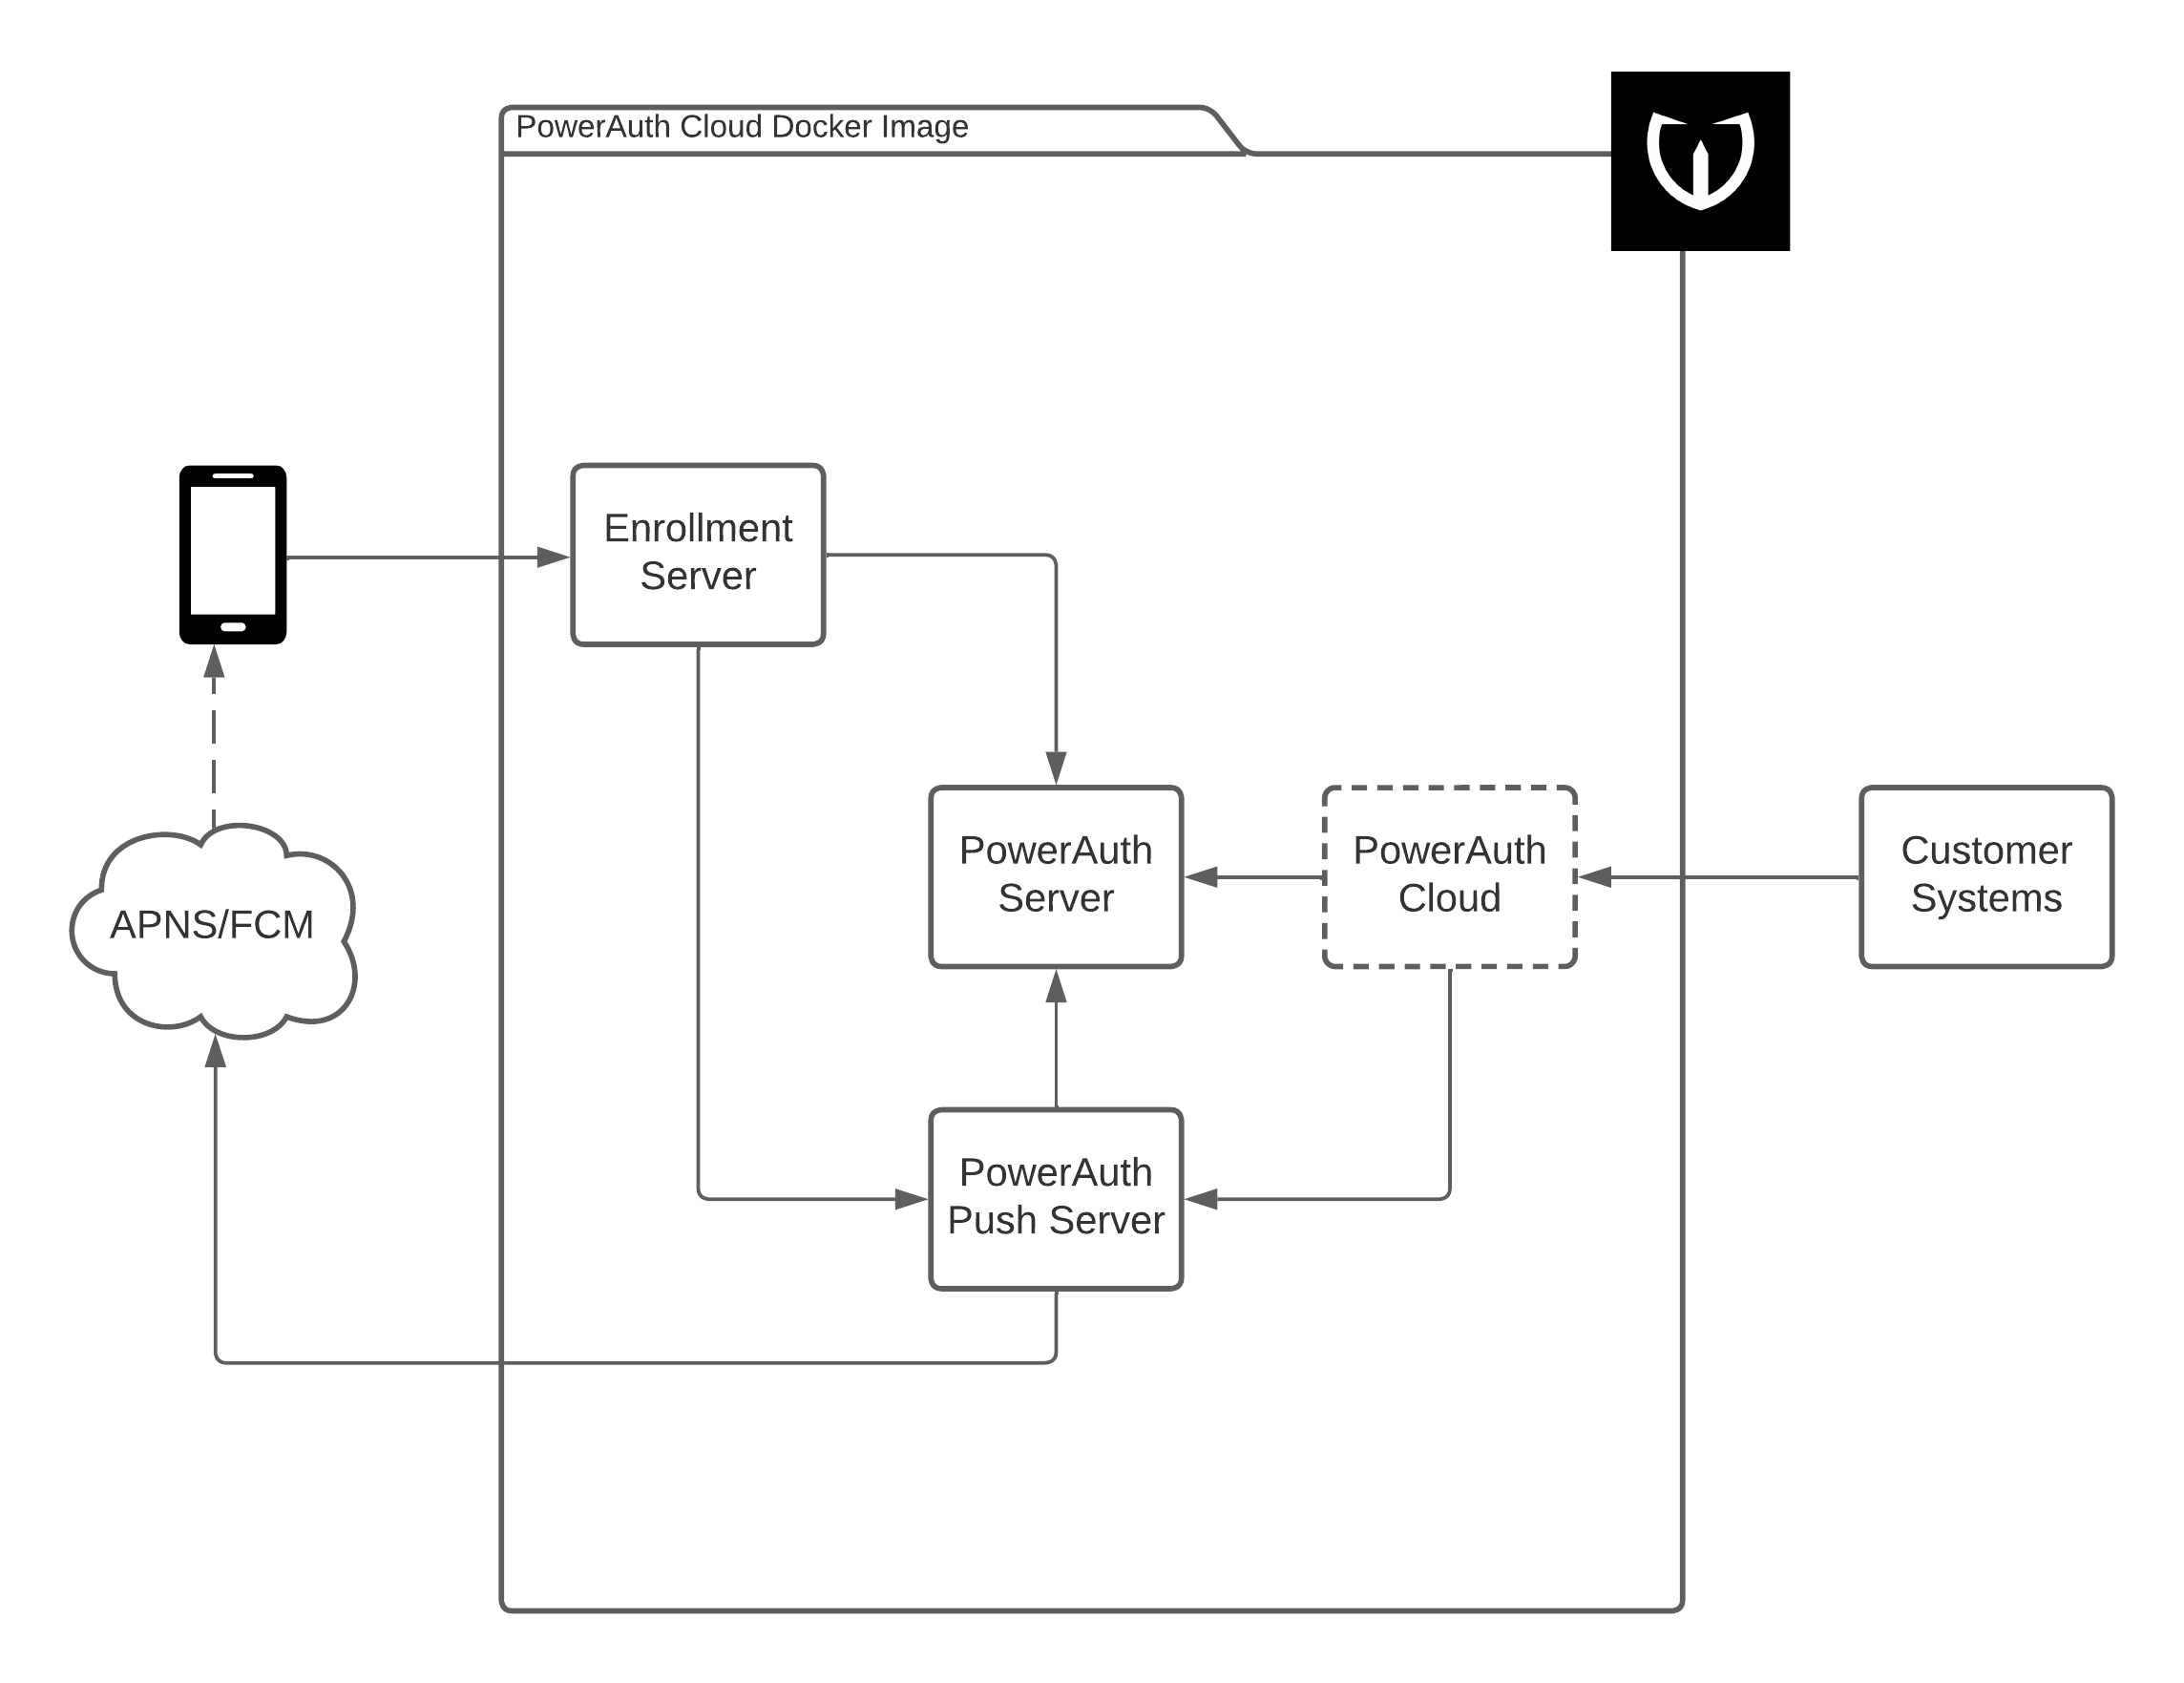 PowerAuth Cloud Docker Image
Enrollment
Server
PowerAuth
Server
PowerAuth
Cloud
Customer
Systems
APNS/FCM
PowerAuth
Push Server